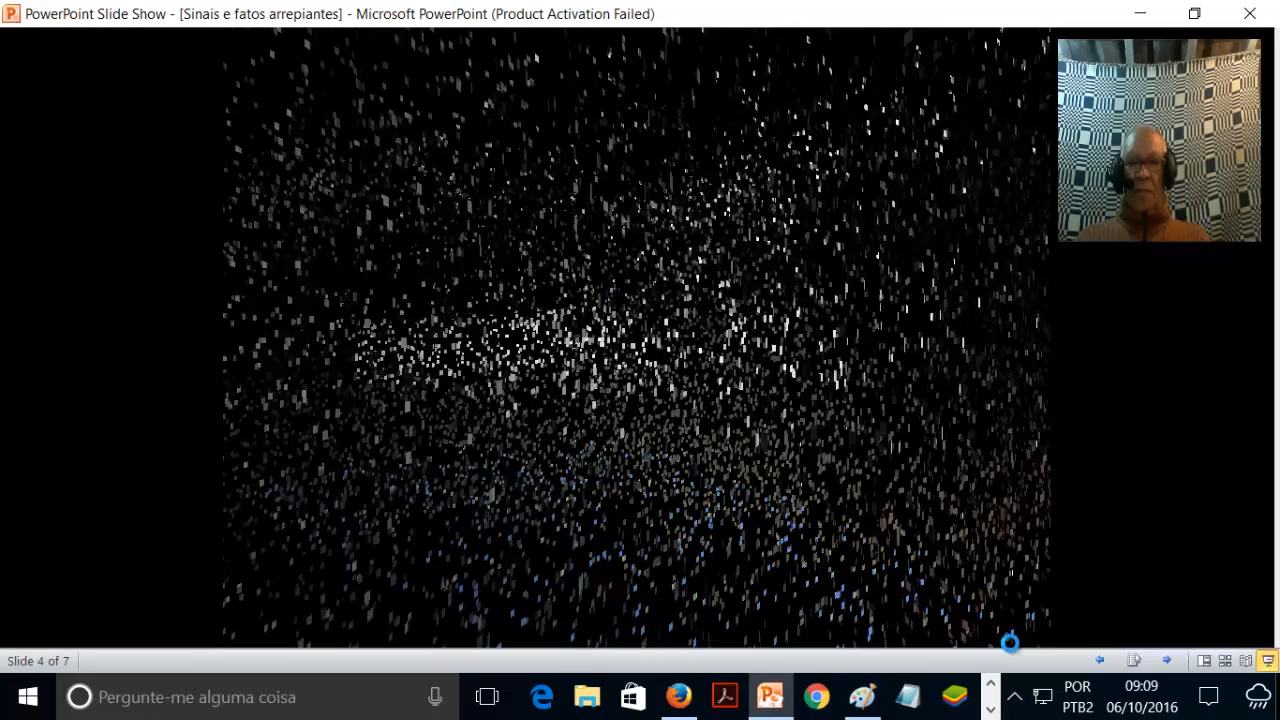 PowerPoint Slide Show - [Sinais e fatos arrepiantes] - Microsoft PowerPoint (Product Activation Failed)
Slide 4 of 7
Pergunte-me alguma coisa
POR
PTB2
09:09
06/10/2016